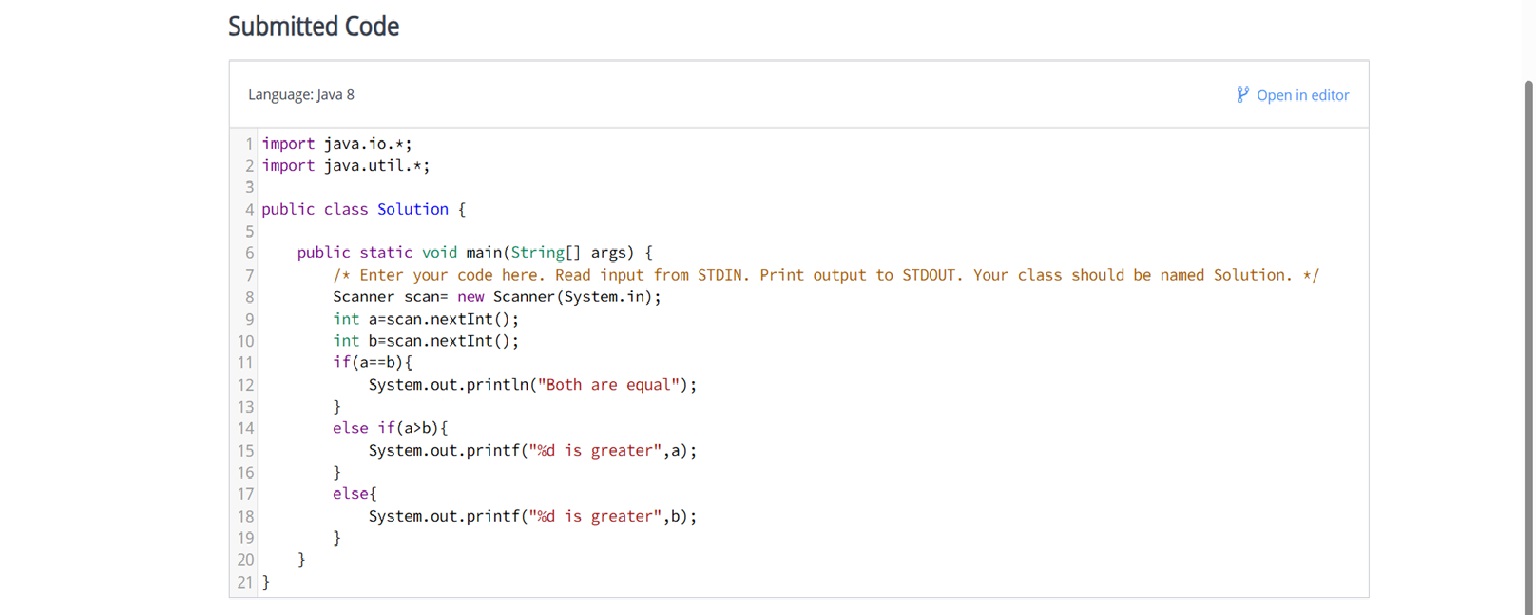 Submitted Code
Language: Java 8
Open in editor
1 import java.io.*;
2 import java.util.*;
3
4 public class Solution {
5
6     public static void main(String[] args) {
7         /* Enter your code here. Read input from STDIN. Print output to STDOUT. Your class should be named Solution. */
8         Scanner scan= new Scanner(System.in);
9         int a=scan.nextInt();
10         int b=scan.nextInt();
11         if(a==b){
12             System.out.println("Both are equal");
13         }
14         else if(a>b){
15             System.out.printf("%d is greater",a);
16         }
17         else{
18             System.out.printf("%d is greater",b);
19         }
20     }
21 }